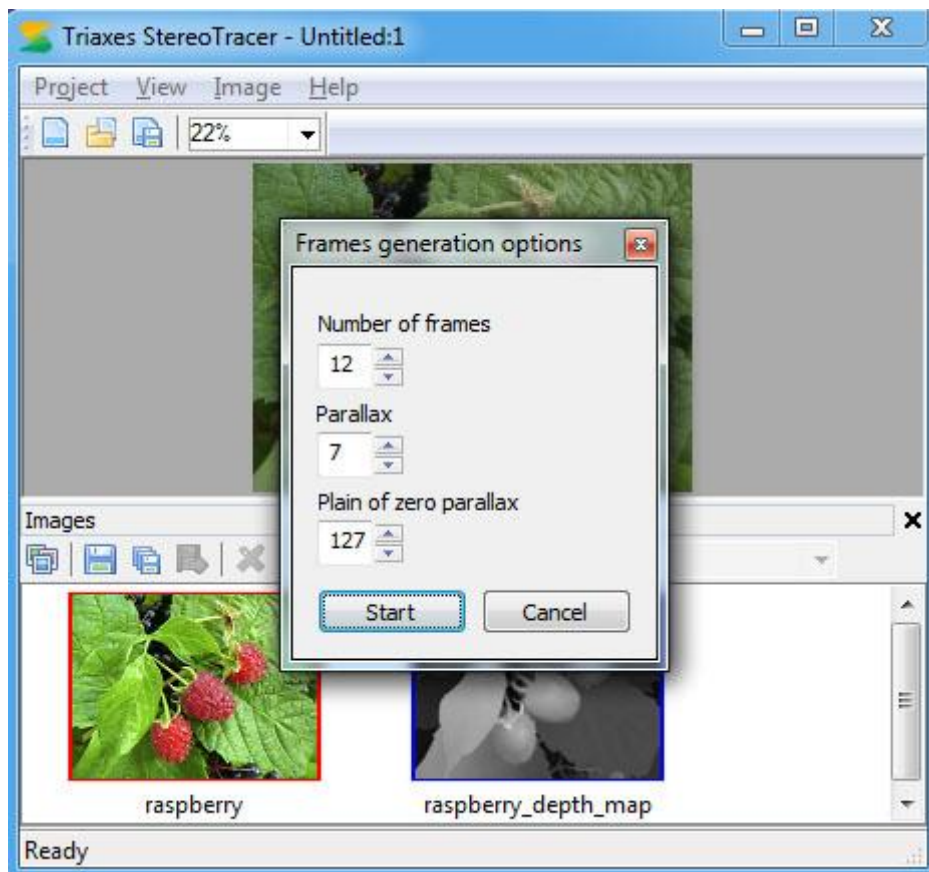 Triaxes StereoTracer - Untitled:1
Project View Image Help
22%
Frames generation options
Number of frames
12
Parallax
7
Plain of zero parallax
127
Start Cancel
Images
raspberry raspberry_depth_map
Ready